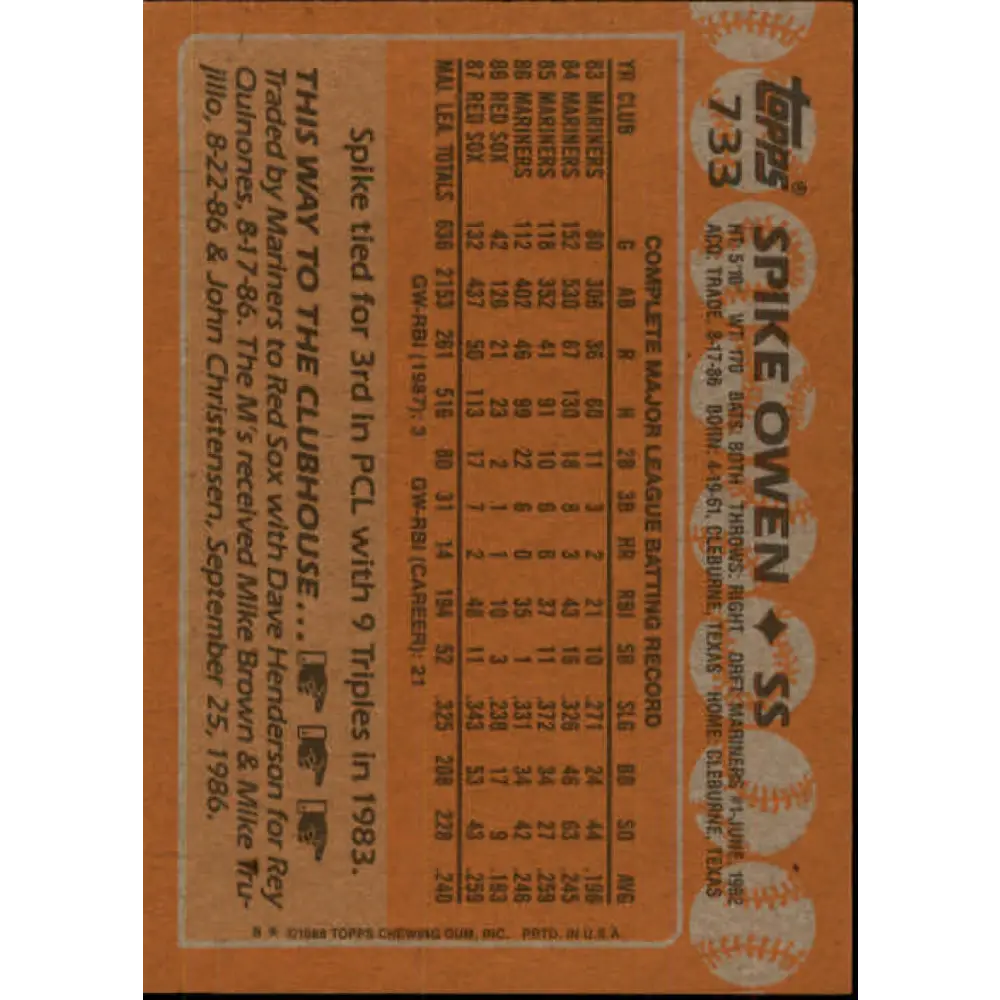 topps®
733
SPIKE OWEN ✦ SS
HT: 5'10" WT: 170 BATS: BOTH THROWS: RIGHT DRFT: MARINERS #1-JUNE, 1982
ACQ: TRADE, 8-17-86 BORN: 4-19-61, CLEBURNE, TEXAS HOME: CLEBURNE, TEXAS
COMPLETE MAJOR LEAGUE BATTING RECORD
YR CLUB G AB R H 2B 3B HR RBI SB SLG BB SO AVG
83 MARINERS 80 306 36 60 11 3 2 21 10 .271 24 44 .196
84 MARINERS 152 530 67 130 18 8 3 43 16 .326 46 63 .245
85 MARINERS 118 352 41 91 10 6 6 37 11 .372 34 27 .259
86 MARINERS 112 402 46 99 22 6 0 35 1 .331 34 42 .246
86 RED SOX 42 126 21 23 2 1 1 10 3 .238 17 9 .183
87 RED SOX 132 437 50 113 17 7 2 48 11 .343 53 43 .259
MAJ. LEA. TOTALS 636 2153 261 516 80 31 14 194 52 .325 208 228 .240
GW-RBI (1987): 3 GW-RBI (CAREER): 21
Spike tied for 3rd in PCL with 9 Triples in 1983.
THIS WAY TO THE CLUBHOUSE...
Traded by Mariners to Red Sox with Dave Henderson for Rey
Quinones, 8-17-86. The M's received Mike Brown & Mike Tru-
jillo, 8-22-86 & John Christensen, September 25, 1986.
B ★ ©1988 TOPPS CHEWING GUM, INC. PRTD. IN U.S.A.